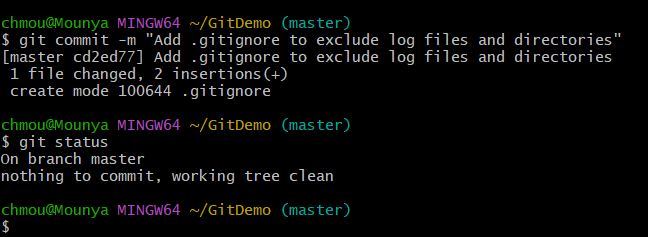 chmou@Mounya MINGW64 ~/GitDemo (master)
$ git commit -m "Add .gitignore to exclude log files and directories"
[master cd2ed77] Add .gitignore to exclude log files and directories
 1 file changed, 2 insertions(+)
 create mode 100644 .gitignore
chmou@Mounya MINGW64 ~/GitDemo (master)
$ git status
On branch master
nothing to commit, working tree clean
chmou@Mounya MINGW64 ~/GitDemo (master)
$